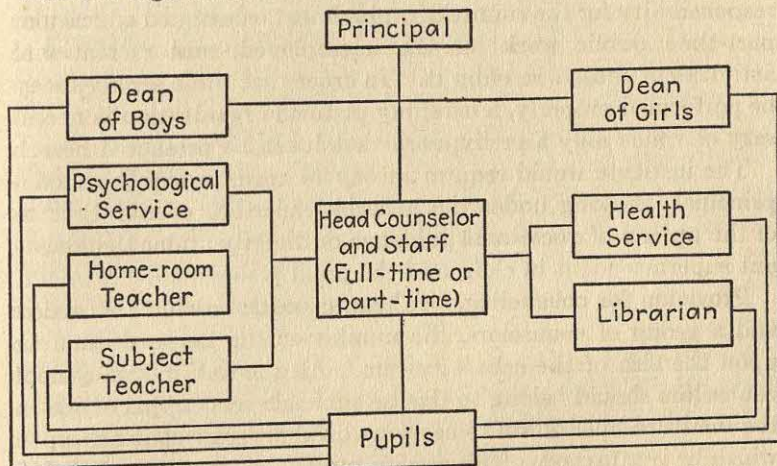 Principal
Dean
of Boys
Dean
of Girls
Psychological
Service
Head Counselor
and Staff
(Full-time or
part-time)
Health
Service
Home-room
Teacher
Librarian
Subject
Teacher
Pupils